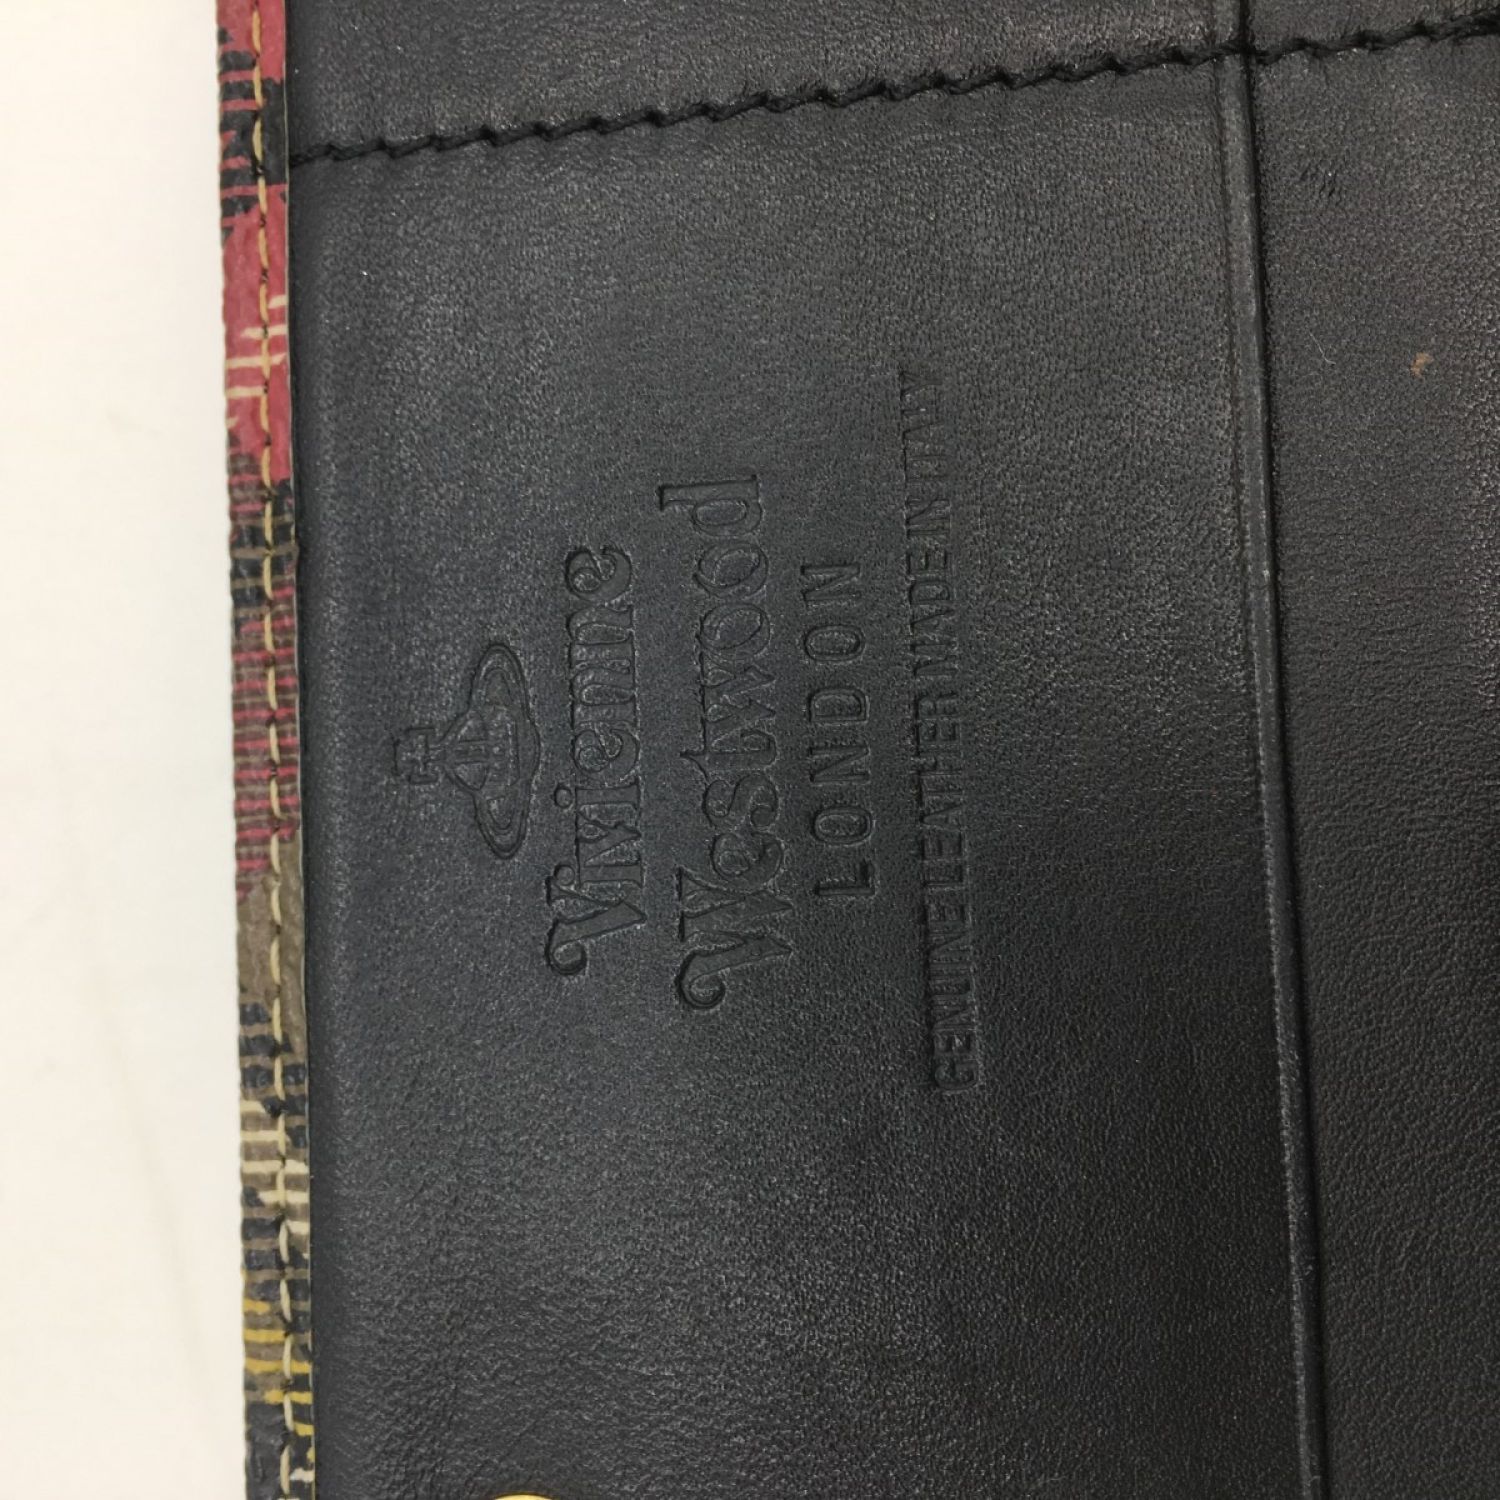 Vivienne
Westwood
LONDON
GENUINE LEATHER MADE IN ITALY